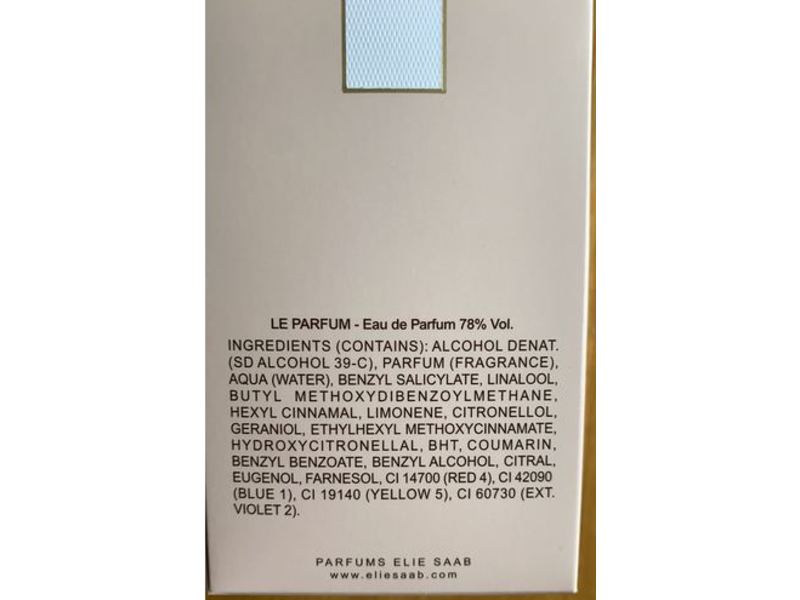 LE PARFUM - Eau de Parfum 78% Vol.
INGREDIENTS (CONTAINS): ALCOHOL DENAT.
(SD ALCOHOL 39-C), PARFUM (FRAGRANCE),
AQUA (WATER), BENZYL SALICYLATE, LINALOOL,
BUTYL METHOXYDIBENZOYLMETHANE,
HEXYL CINNAMAL, LIMONENE, CITRONELLOL,
GERANIOL, ETHYLHEXYL METHOXYCINNAMATE,
HYDROXYCITRONELLAL, BHT, COUMARIN,
BENZYL BENZOATE, BENZYL ALCOHOL, CITRAL,
EUGENOL, FARNESOL, CI 14700 (RED 4), CI 42090
(BLUE 1), CI 19140 (YELLOW 5), CI 60730 (EXT.
VIOLET 2).
PARFUMS ELIE SAAB
www.eliesaab.com